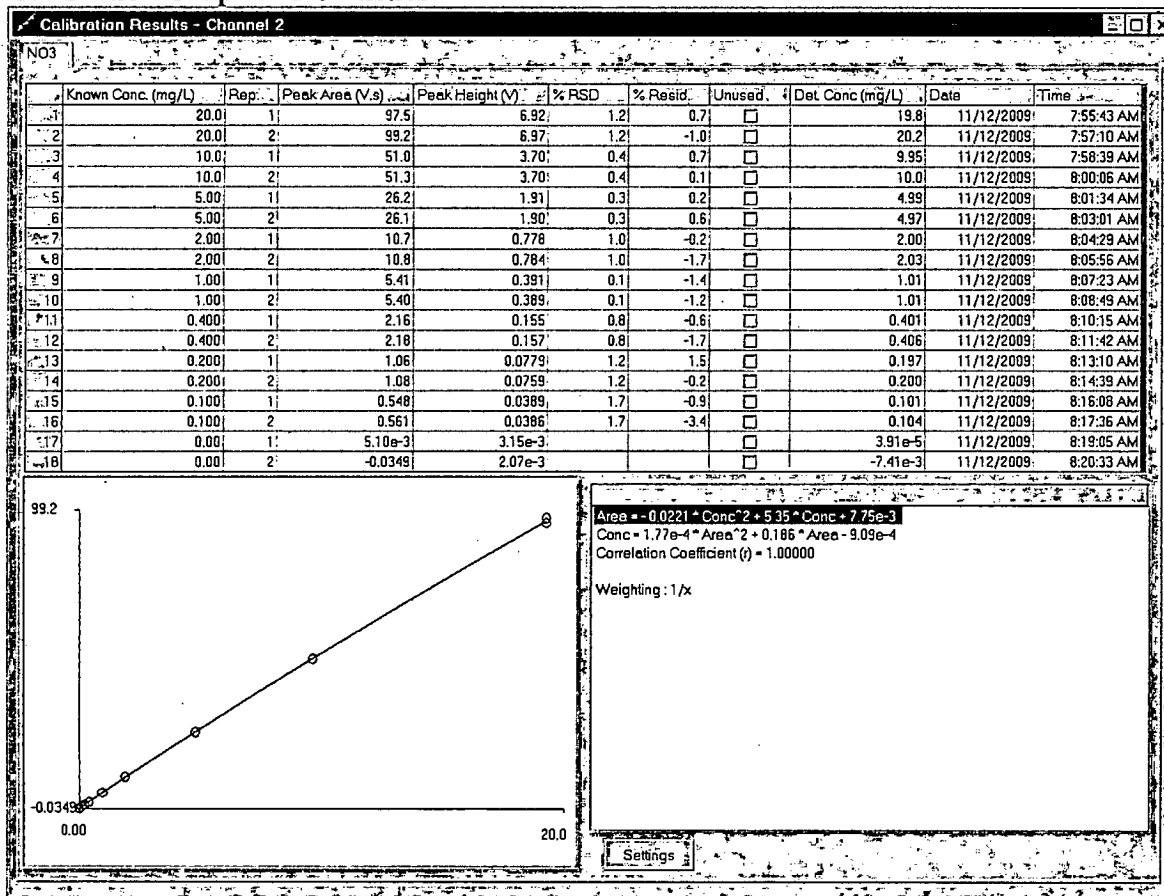 Calibration Results - Channel 2
NO3
Known Conc. (mg/L) Rep. Peak Area (V.s) Peak Height (V) % RSD % Resid. Unused Det. Conc (mg/L) Date Time
1 20.0 1 97.5 6.92 1.2 0.7 19.8 11/12/2009 7:55:43 AM
2 20.0 2 99.2 6.97 1.2 -1.0 20.2 11/12/2009 7:57:10 AM
3 10.0 1 51.0 3.70 0.4 0.7 9.95 11/12/2009 7:58:39 AM
4 10.0 2 51.3 3.70 0.4 0.1 10.0 11/12/2009 8:00:06 AM
5 5.00 1 26.2 1.91 0.3 0.2 4.99 11/12/2009 8:01:34 AM
6 5.00 2 26.1 1.90 0.3 0.6 4.97 11/12/2009 8:03:01 AM
7 2.00 1 10.7 0.778 1.0 -0.2 2.00 11/12/2009 8:04:29 AM
8 2.00 2 10.8 0.784 1.0 -1.7 2.03 11/12/2009 8:05:56 AM
9 1.00 1 5.41 0.391 0.1 -1.4 1.01 11/12/2009 8:07:23 AM
10 1.00 2 5.40 0.389 0.1 -1.2 1.01 11/12/2009 8:08:49 AM
11 0.400 1 2.16 0.155 0.8 -0.6 0.401 11/12/2009 8:10:15 AM
12 0.400 2 2.18 0.157 0.8 -1.7 0.406 11/12/2009 8:11:42 AM
13 0.200 1 1.06 0.0779 1.2 1.5 0.197 11/12/2009 8:13:10 AM
14 0.200 2 1.08 0.0759 1.2 -0.2 0.200 11/12/2009 8:14:39 AM
15 0.100 1 0.548 0.0389 1.7 -0.9 0.101 11/12/2009 8:16:08 AM
16 0.100 2 0.561 0.0386 1.7 -3.4 0.104 11/12/2009 8:17:36 AM
17 0.00 1 5.10e-3 3.15e-3 3.91e-5 11/12/2009 8:19:05 AM
18 0.00 2 -0.0349 2.07e-3 -7.41e-3 11/12/2009 8:20:33 AM
99.2
-0.0349
0.00
20.0
Area = - 0.0221 * Conc^2 + 5.35 * Conc + 7.75e-3
Conc = 1.77e-4 * Area^2 + 0.186 * Area - 9.09e-4
Correlation Coefficient (r) = 1.00000
Weighting : 1/x
Settings